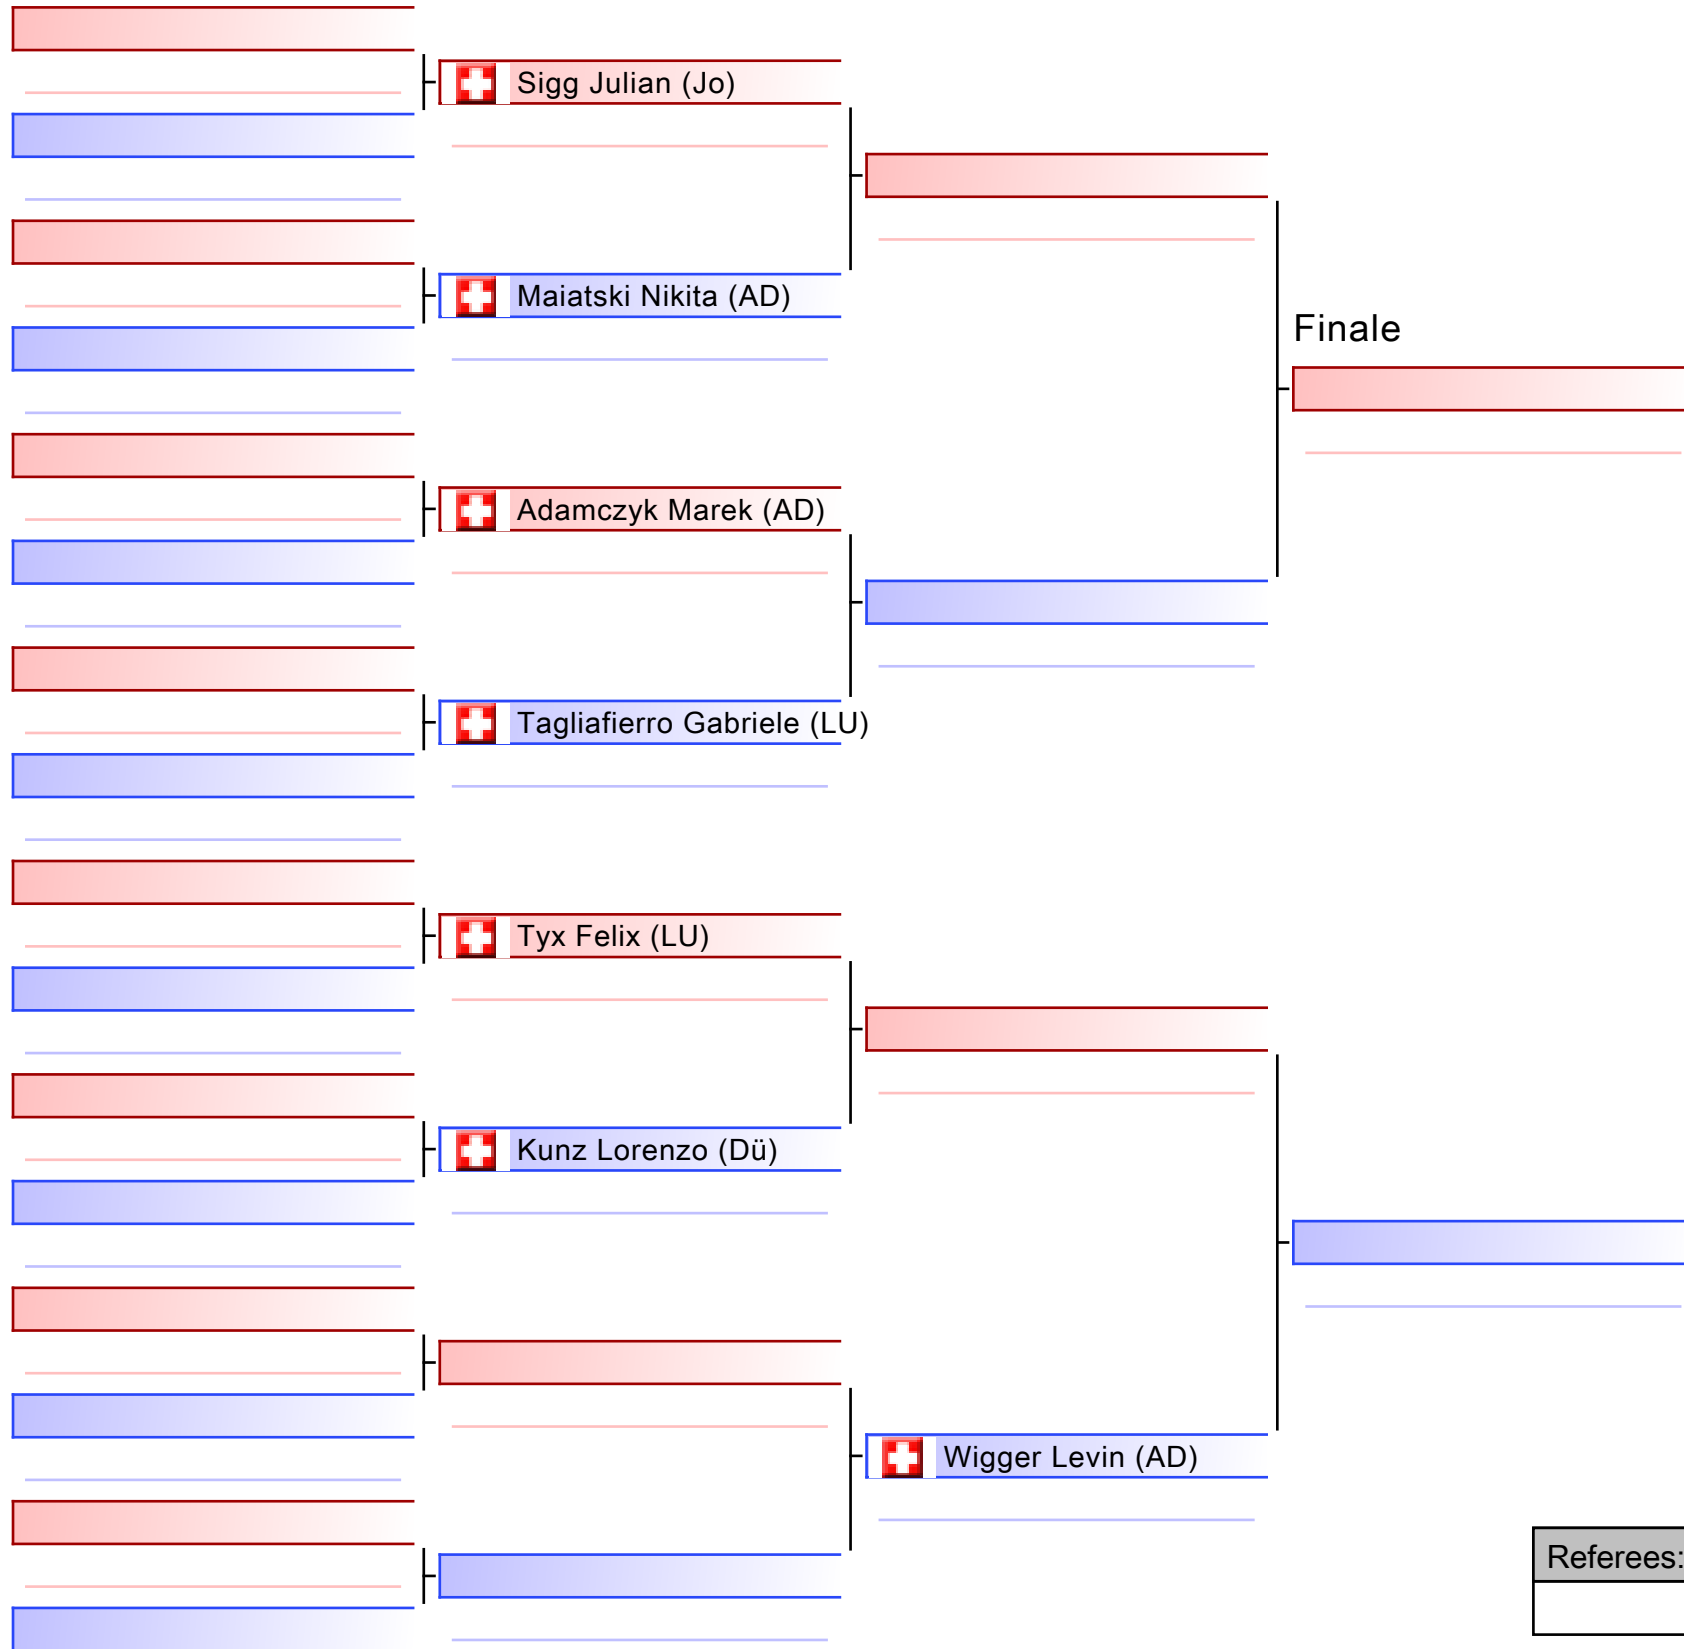 Sigg Julian (Jo)
Maiatski Nikita (AD)
Finale
Adamczyk Marek (AD)
Tagliafierro Gabriele (LU)
Tyx Felix (LU)
Kunz Lorenzo (Dü)
Wigger Levin (AD)
Referees: